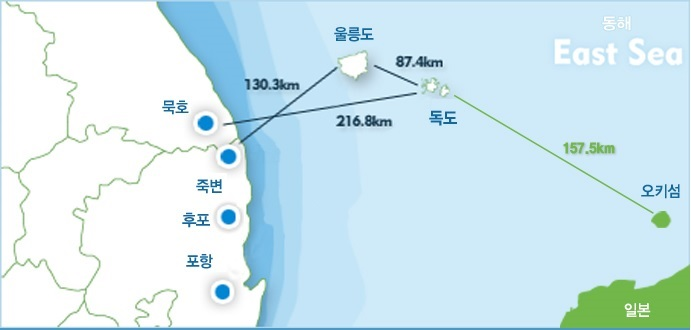 동해
East Sea
울릉도
87.4km
130.3km
묵호
216.8km
독도
157.5km
죽변
오키섬
후포
포항
일본